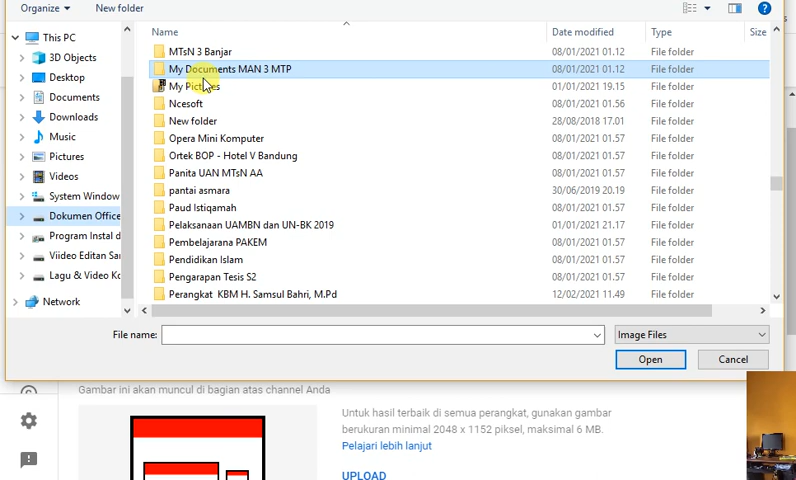 Organize New folder
Name Date modified Type Size
This PC
3D Objects
Desktop
Documents
Downloads
Music
Pictures
Videos
System Window
Dokumen Office
Program Instal d
Viideo Editan Sar
Lagu & Video Ko
Network
MTsN 3 Banjar 08/01/2021 01.12 File folder
My Documents MAN 3 MTP 08/01/2021 01.12 File folder
My Pictures 01/01/2021 19.15 File folder
Ncesoft 08/01/2021 01.56 File folder
New folder 28/08/2018 17.01 File folder
Opera Mini Komputer 08/01/2021 01.57 File folder
Ortek BOP - Hotel V Bandung 08/01/2021 01.57 File folder
Panita UAN MTsN AA 08/01/2021 01.57 File folder
pantai asmara 30/06/2019 20.19 File folder
Paud Istiqamah 08/01/2021 01.57 File folder
Pelaksanaan UAMBN dan UN-BK 2019 01/01/2021 21.17 File folder
Pembelajarana PAKEM 08/01/2021 01.57 File folder
Pendidikan Islam 08/01/2021 01.57 File folder
Pengarapan Tesis S2 08/01/2021 01.57 File folder
Perangkat KBM H. Samsul Bahri, M.Pd 12/02/2021 11.49 File folder
File name: Image Files
Open Cancel
Gambar ini akan muncul di bagian atas channel Anda
Untuk hasil terbaik di semua perangkat, gunakan gambar
berukuran minimal 2048 x 1152 piksel, maksimal 6 MB.
Pelajari lebih lanjut
UPLOAD